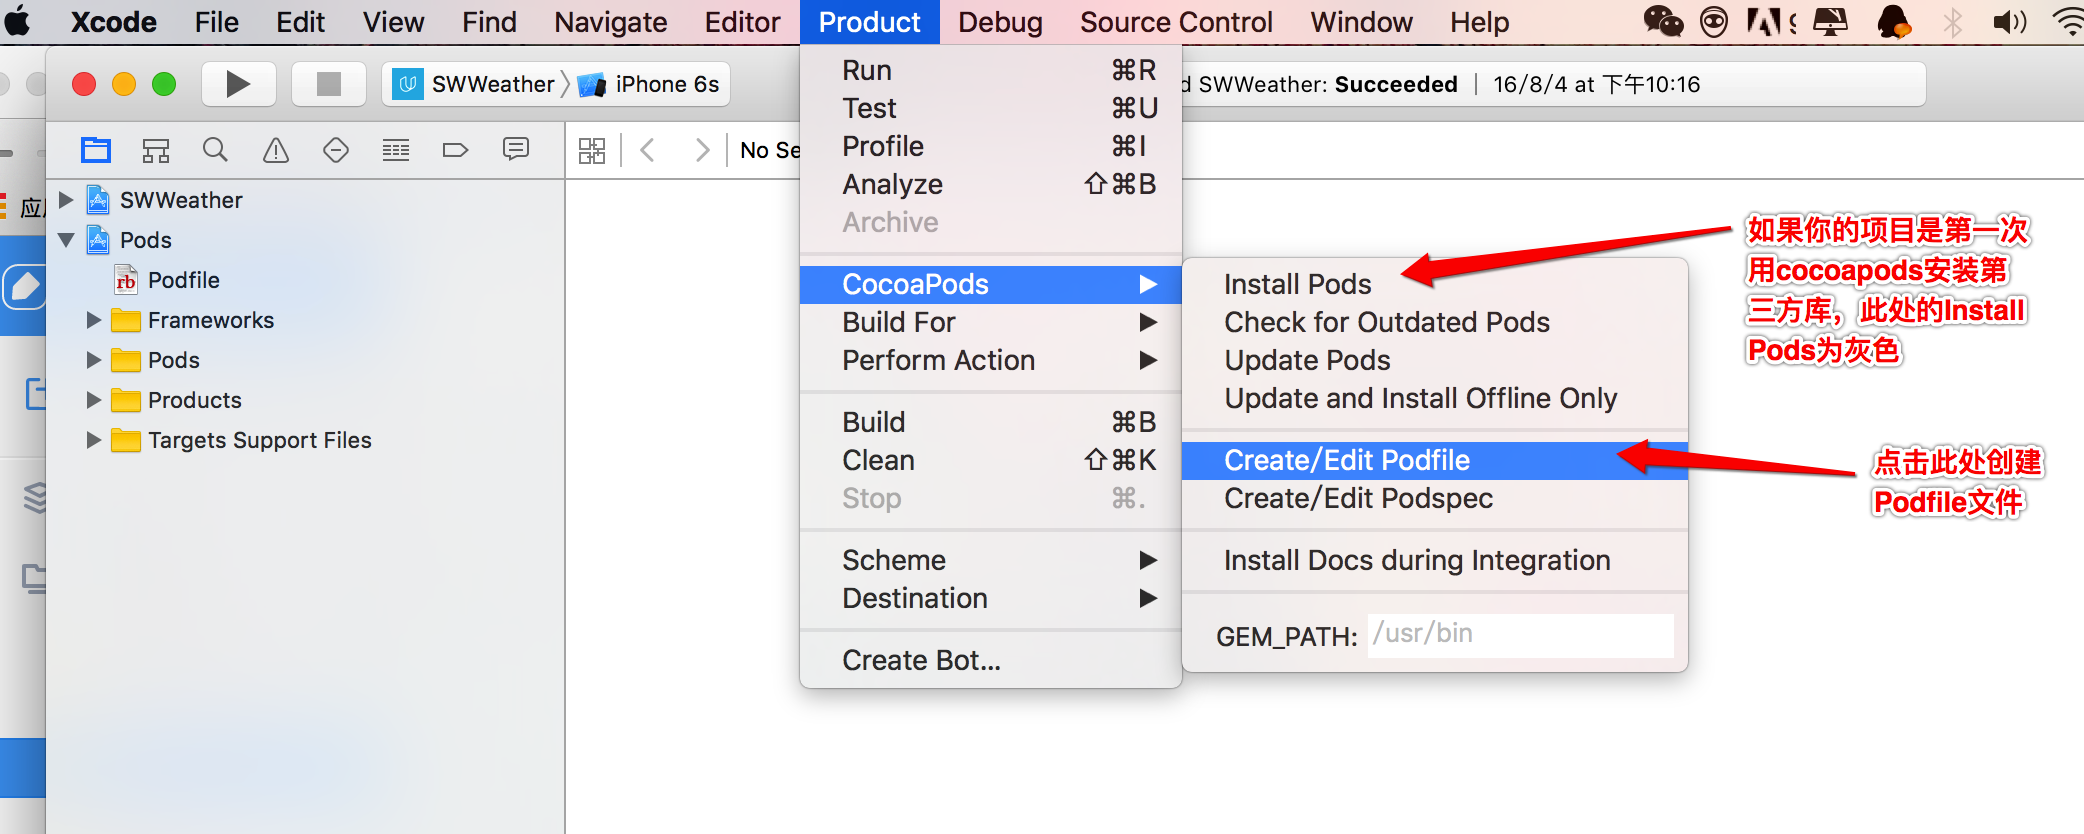 Xcode File Edit View Find Navigate Editor Product Debug Source Control Window Help
SWWeather iPhone 6s
SWWeather: Succeeded | 16/8/4 at 下午10:16
No Se
SWWeather
Pods
Podfile
Frameworks
Pods
Products
Targets Support Files
Run ⌘R
Test ⌘U
Profile ⌘I
Analyze ⇧⌘B
Archive
CocoaPods
Build For
Perform Action
Build ⌘B
Clean ⇧⌘K
Stop ⌘.
Scheme
Destination
Create Bot...
Install Pods
Check for Outdated Pods
Update Pods
Update and Install Offline Only
Create/Edit Podfile
Create/Edit Podspec
Install Docs during Integration
GEM_PATH: /usr/bin
如果你的项目是第一次
用cocoapods安装第
三方库，此处的Install
Pods为灰色
点击此处创建
Podfile文件